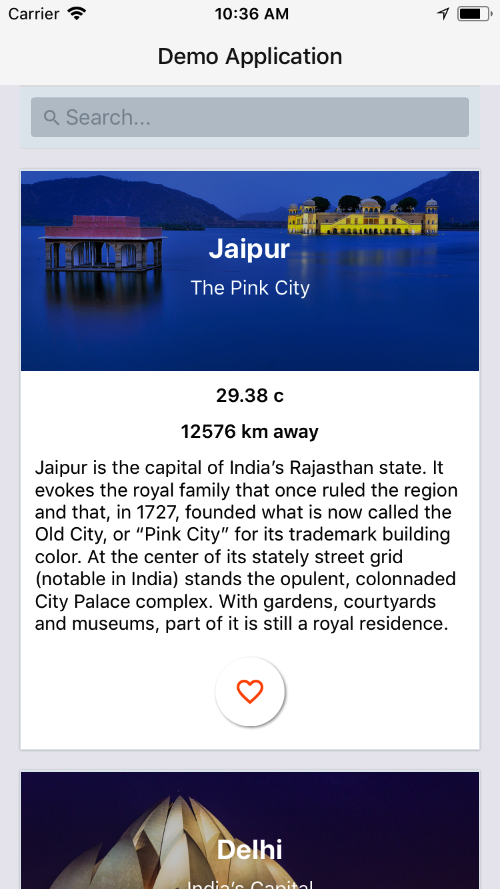 Carrier 10:36 AM
Demo Application
Search...
Jaipur
The Pink City
29.38 c
12576 km away
Jaipur is the capital of India’s Rajasthan state. It
evokes the royal family that once ruled the region
and that, in 1727, founded what is now called the
Old City, or “Pink City” for its trademark building
color. At the center of its stately street grid
(notable in India) stands the opulent, colonnaded
City Palace complex. With gardens, courtyards
and museums, part of it is still a royal residence.
Delhi
India’s Capital